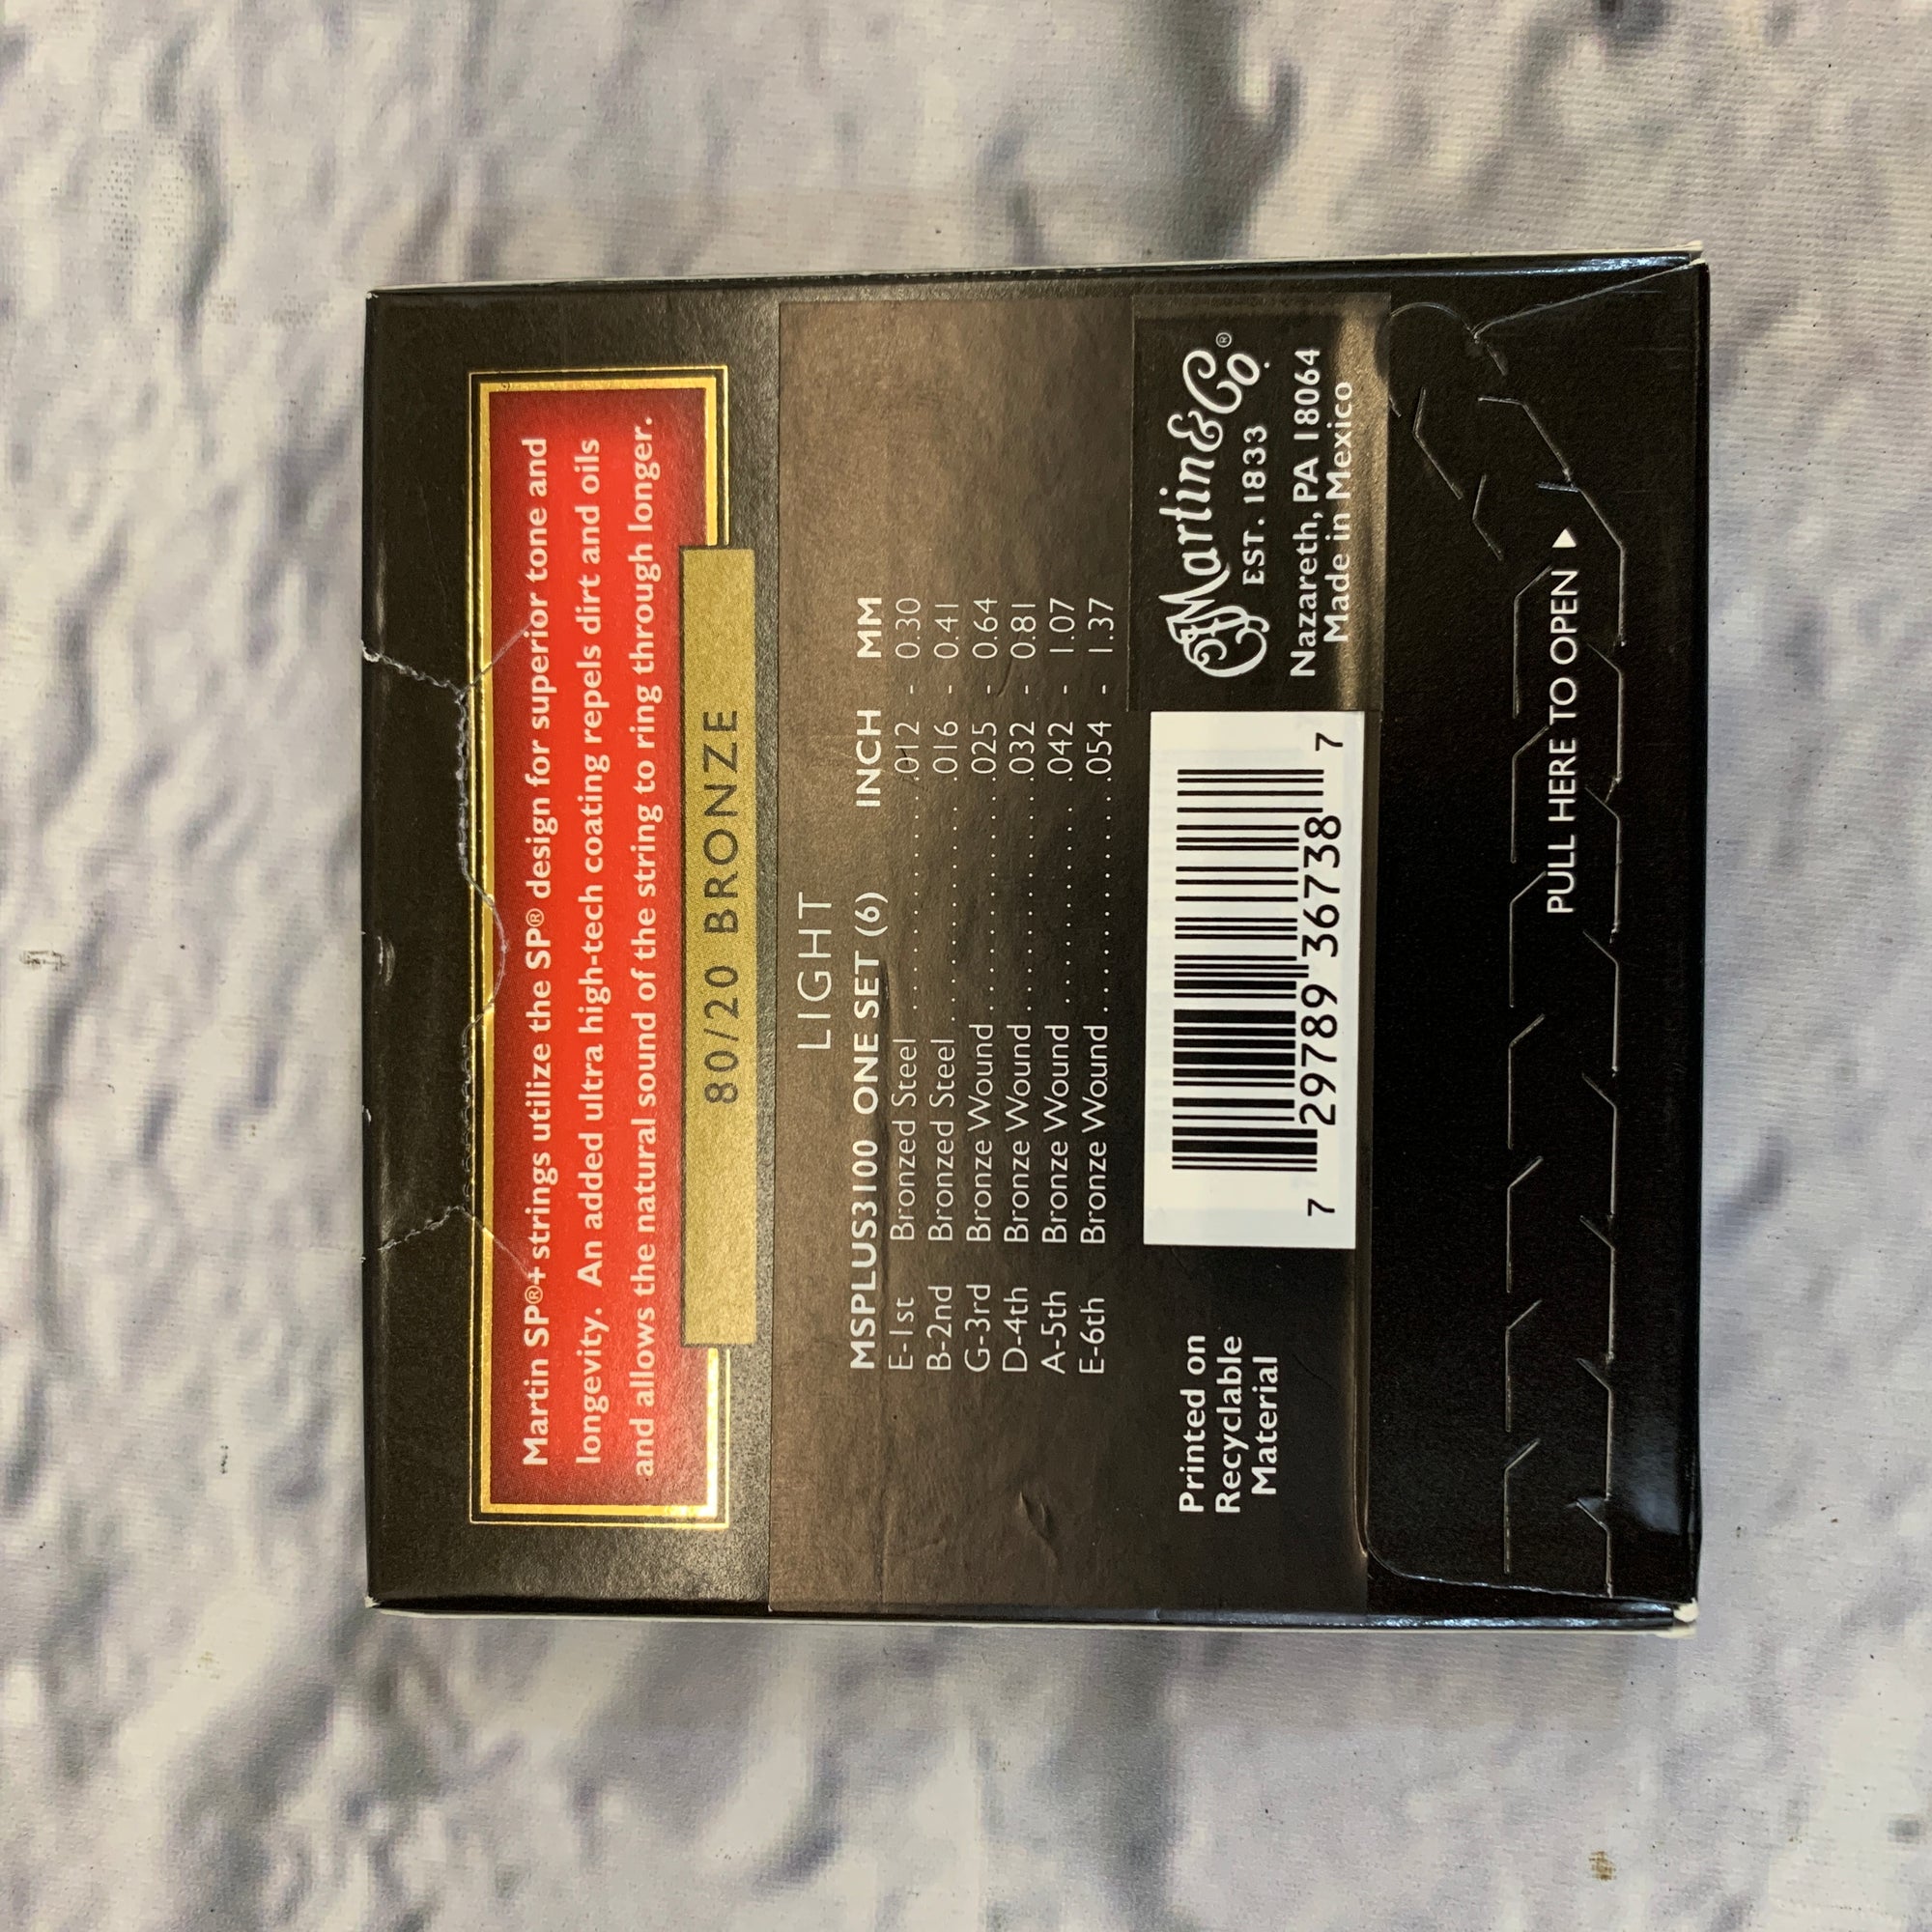 Martin SP®+ strings utilize the SP® design for superior tone and
longevity. An added ultra high-tech coating repels dirt and oils
and allows the natural sound of the string to ring through longer.
80/20 BRONZE
LIGHT
MSPLUS3100 ONE SET (6) INCH MM
E-1st Bronzed Steel . . . . . . . . . . . . . . .012 - 0.30
B-2nd Bronzed Steel . . . . . . . . . . . . . . .016 - 0.41
G-3rd Bronze Wound . . . . . . . . . . . . . .025 - 0.64
D-4th Bronze Wound . . . . . . . . . . . . . .032 - 0.81
A-5th Bronze Wound . . . . . . . . . . . . . .042 - 1.07
E-6th Bronze Wound . . . . . . . . . . . . . .054 - 1.37
Printed on
Recyclable
Material
7 29789 36738 7
CFMartin & Co.®
EST. 1833
Nazareth, PA 18064
Made in Mexico
PULL HERE TO OPEN ▶